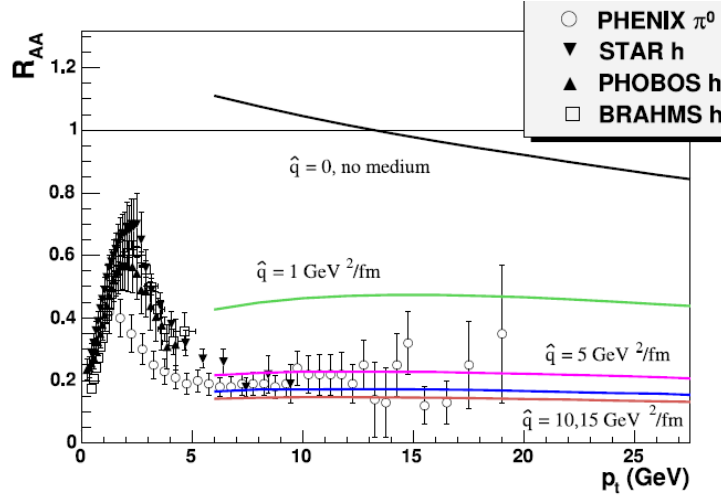 PHENIX π⁰
STAR h
PHOBOS h
BRAHMS h
R_AA
1.2
1
0.8
0.6
0.4
0.2
0
q̂ = 0, no medium
q̂ = 1 GeV ²/fm
q̂ = 5 GeV ²/fm
q̂ = 10,15 GeV ²/fm
0 5 10 15 20 25
p_t (GeV)